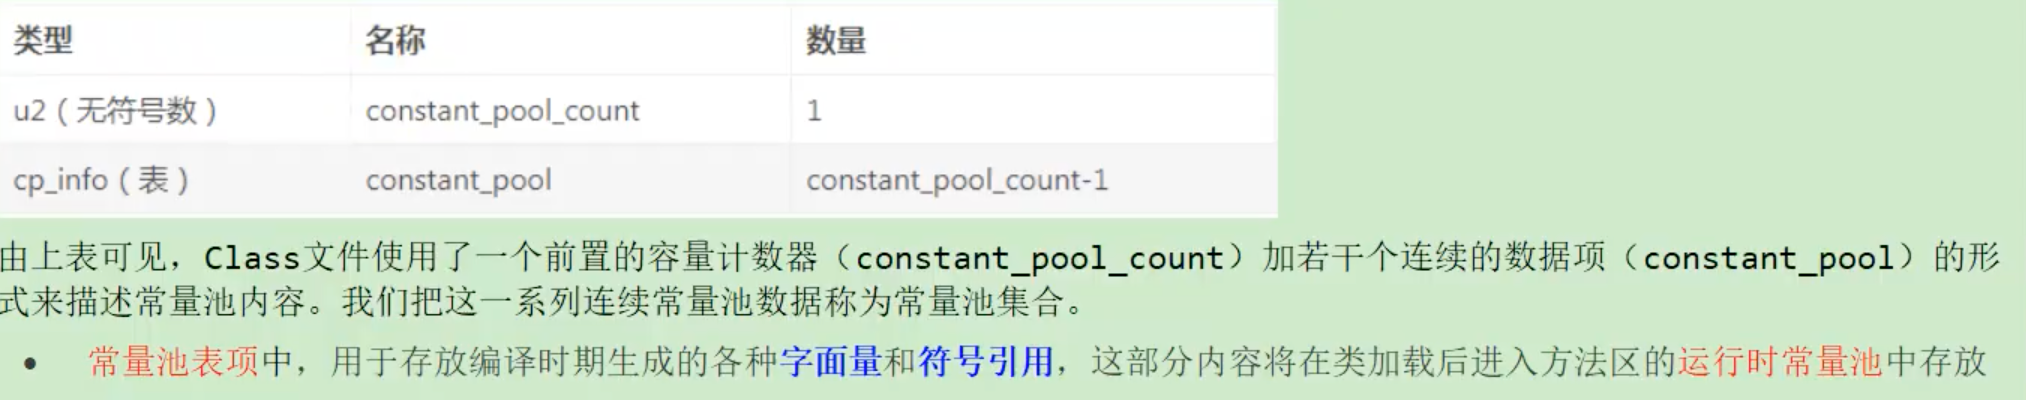 类型 名称 数量
u2（无符号数） constant_pool_count 1
cp_info（表） constant_pool constant_pool_count-1
由上表可见，Class文件使用了一个前置的容量计数器（constant_pool_count）加若干个连续的数据项（constant_pool）的形
式来描述常量池内容。我们把这一系列连续常量池数据称为常量池集合。
• 常量池表项中，用于存放编译时期生成的各种字面量和符号引用，这部分内容将在类加载后进入方法区的运行时常量池中存放